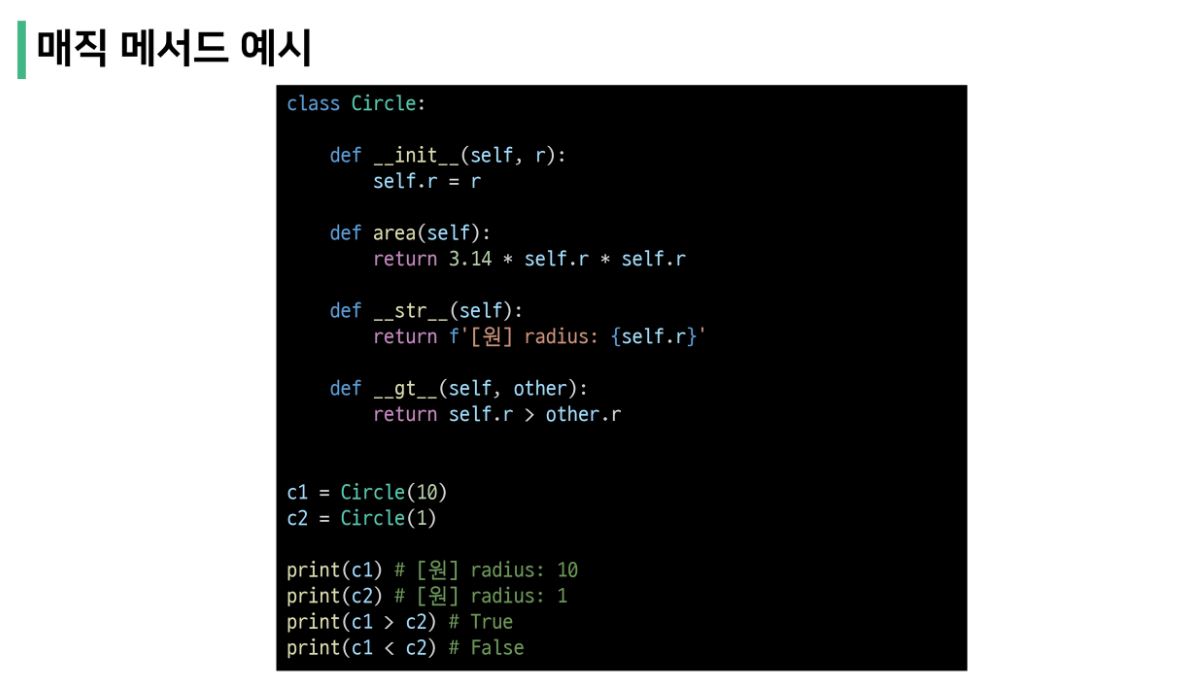 매직 메서드 예시
class Circle:
    def __init__(self, r):
        self.r = r
    def area(self):
        return 3.14 * self.r * self.r
    def __str__(self):
        return f'[원] radius: {self.r}'
    def __gt__(self, other):
        return self.r > other.r
c1 = Circle(10)
c2 = Circle(1)
print(c1) # [원] radius: 10
print(c2) # [원] radius: 1
print(c1 > c2) # True
print(c1 < c2) # False